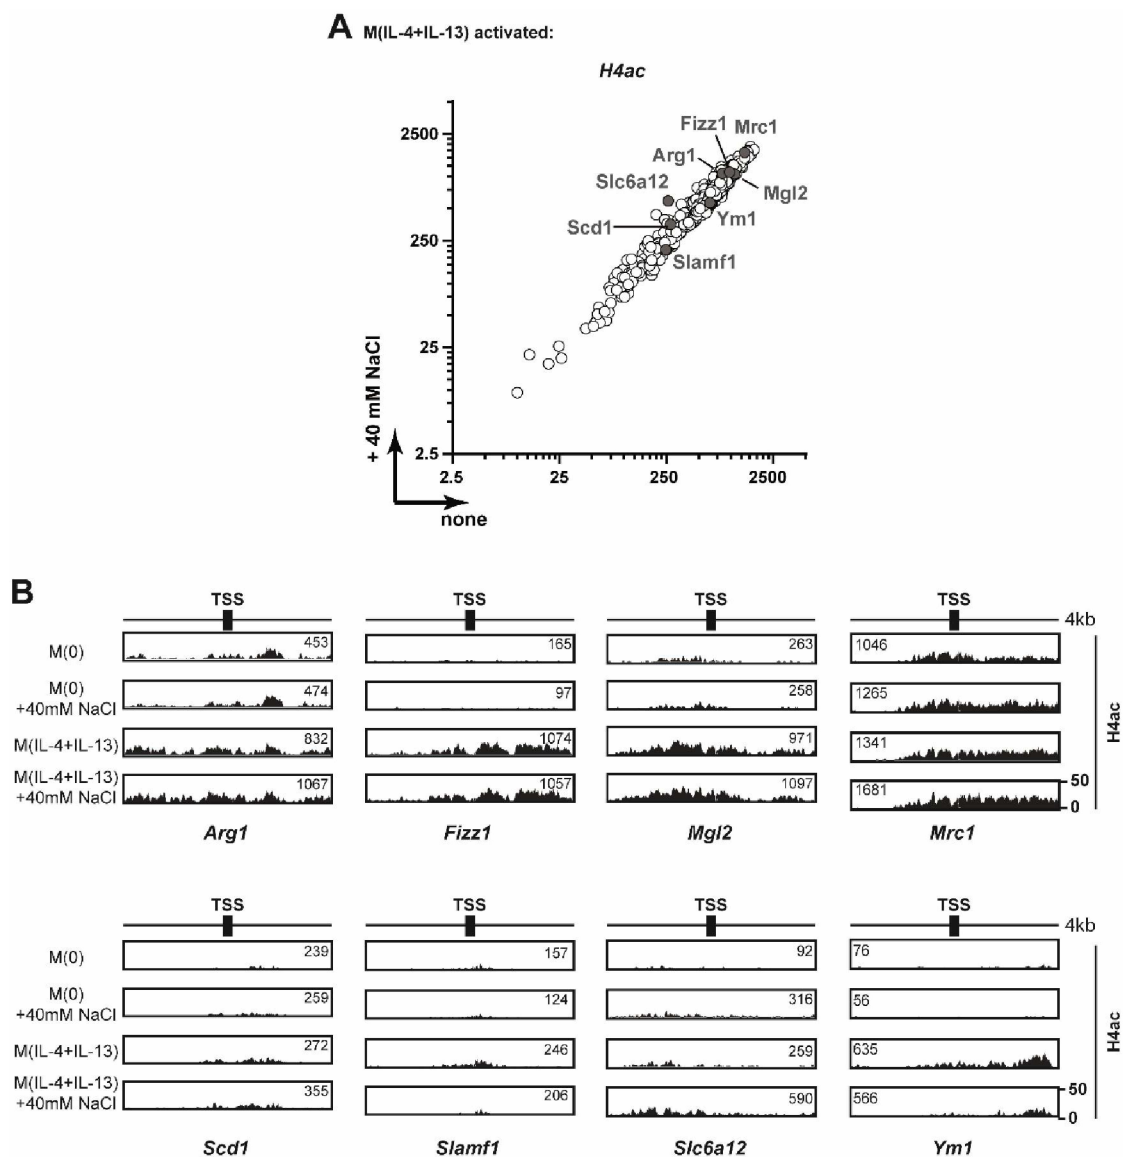 A M(IL-4+IL-13) activated:
H4ac
Fizz1 Mrc1
Arg1
Slc6a12
Mgl2
Scd1
Ym1
Slamf1
2500
250
25
2.5
+ 40 mM NaCl
2.5 25 250 2500
none
B
TSS TSS TSS TSS
4kb
M(0) 453 165 263 1046
M(0)
+40mM NaCl 474 97 258 1265
M(IL-4+IL-13) 832 1074 971 1341
M(IL-4+IL-13)
+40mM NaCl 1067 1057 1097 1681
50
0
H4ac
Arg1 Fizz1 Mgl2 Mrc1
TSS TSS TSS TSS
4kb
M(0) 239 157 92 76
M(0)
+40mM NaCl 259 124 316 56
M(IL-4+IL-13) 272 246 259 635
M(IL-4+IL-13)
+40mM NaCl 355 206 590 566
50
0
H4ac
Scd1 Slamf1 Slc6a12 Ym1